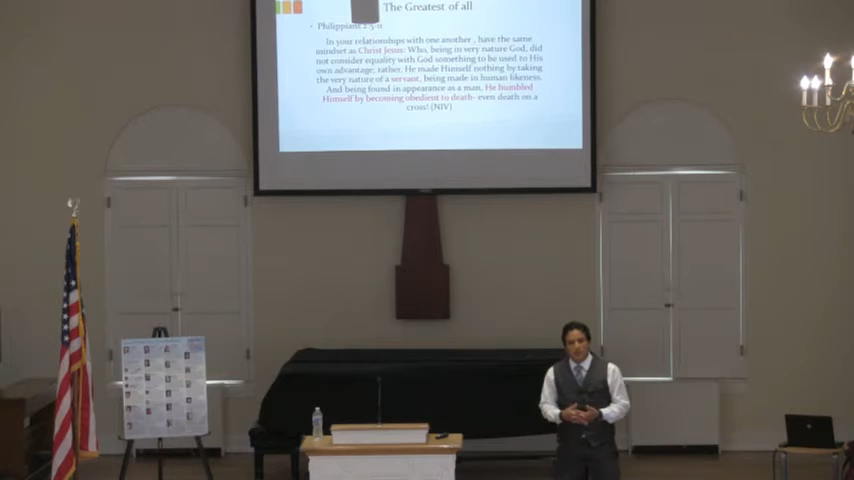 The Greatest of all
• Philippians 2:5-11
In your relationships with one another , have the same
mindset as Christ Jesus: Who, being in very nature God, did
not consider equality with God something to be used to His
own advantage; rather, He made Himself nothing by taking
the very nature of a servant, being made in human likeness.
And being found in appearance as a man, He humbled
Himself by becoming obedient to death- even death on a
cross! (NIV)